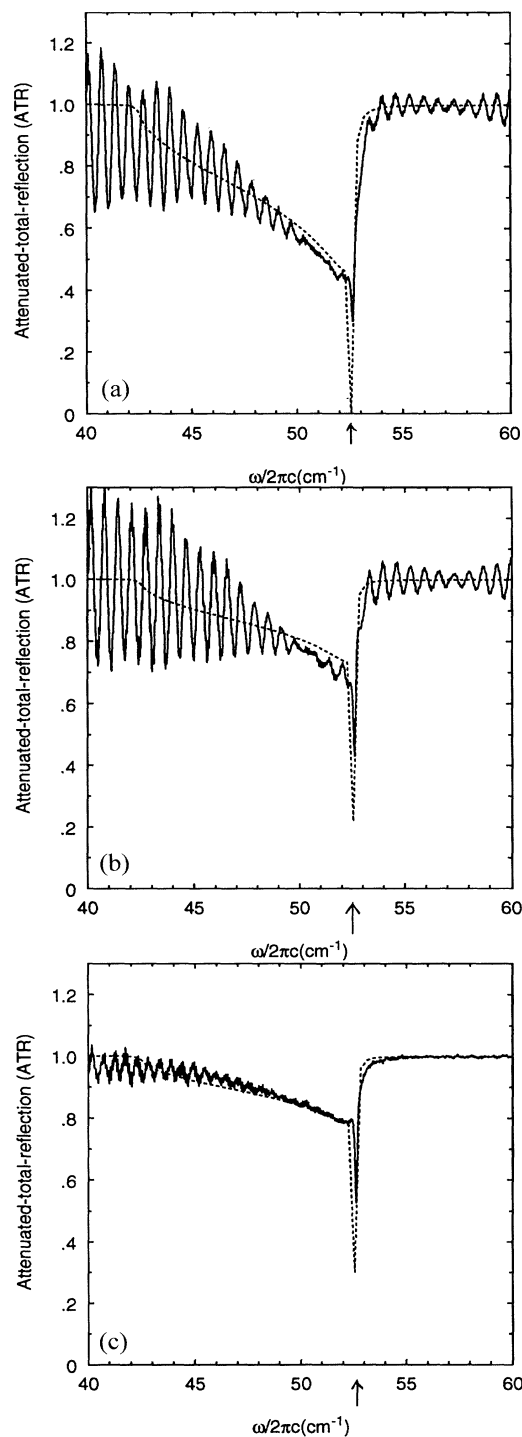 Attenuated-total-reflection (ATR)
1.2
1.0
.8
.6
.4
.2
0
(a)
40 45 50 55 60
ω/2πc(cm⁻¹)
Attenuated-total-reflection (ATR)
1.2
1.0
.8
.6
.4
.2
0
(b)
40 45 50 55 60
ω/2πc(cm⁻¹)
Attenuated-total-reflection (ATR)
1.2
1.0
.8
.6
.4
.2
0
(c)
40 45 50 55 60
ω/2πc(cm⁻¹)